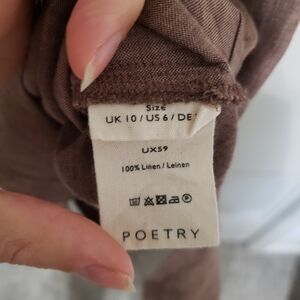 Size
UK 10 / US 6 / DE
UX59
100% Linen / Leinen
POETRY